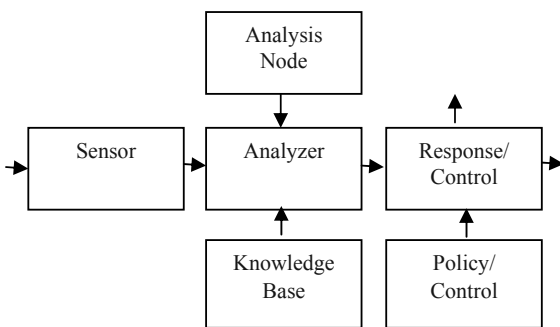 Analysis
Node
Sensor
Analyzer
Response/
Control
Knowledge
Base
Policy/
Control